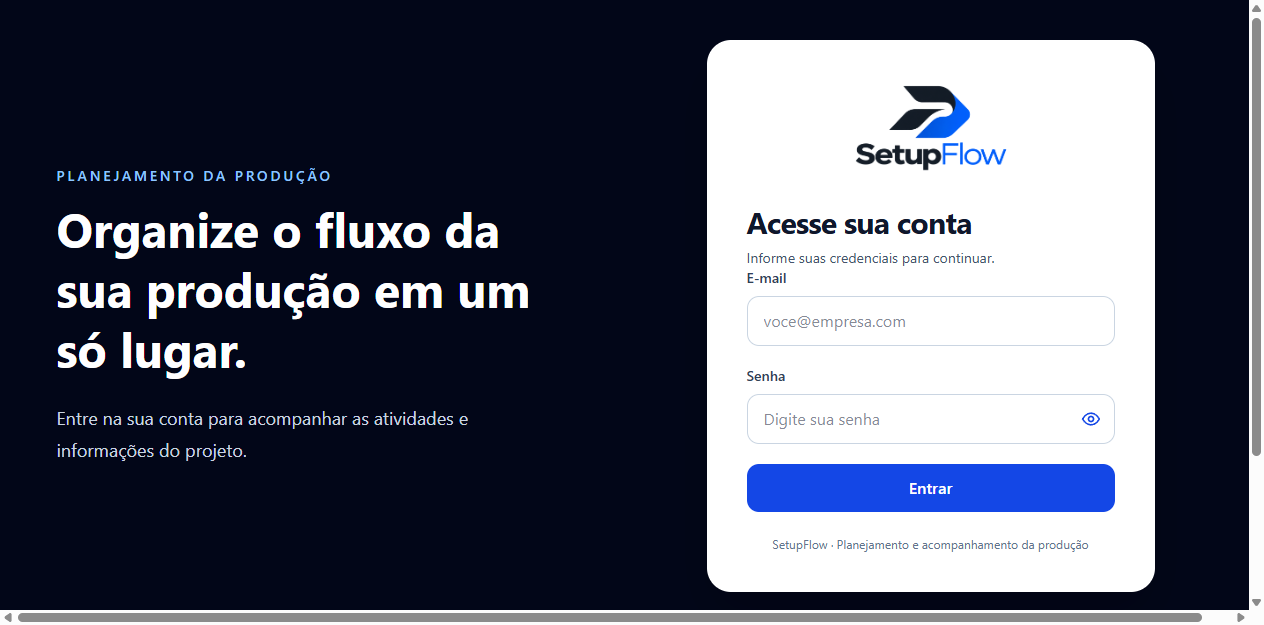 PLANEJAMENTO DA PRODUÇÃO
Organize o fluxo da
sua produção em um
só lugar.
Entre na sua conta para acompanhar as atividades e
informações do projeto.
SetupFlow
Acesse sua conta
Informe suas credenciais para continuar.
E-mail
voce@empresa.com
Senha
Digite sua senha
Entrar
SetupFlow · Planejamento e acompanhamento da produção